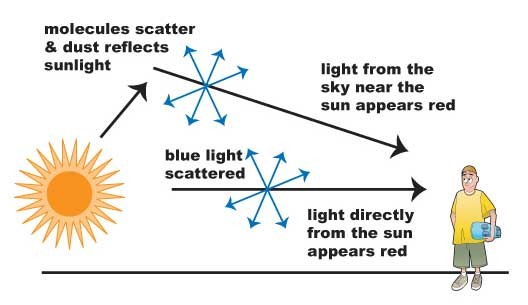 molecules scatter
& dust reflects
sunlight
light from the
sky near the
sun appears red
blue light
scattered
light directly
from the sun
appears red